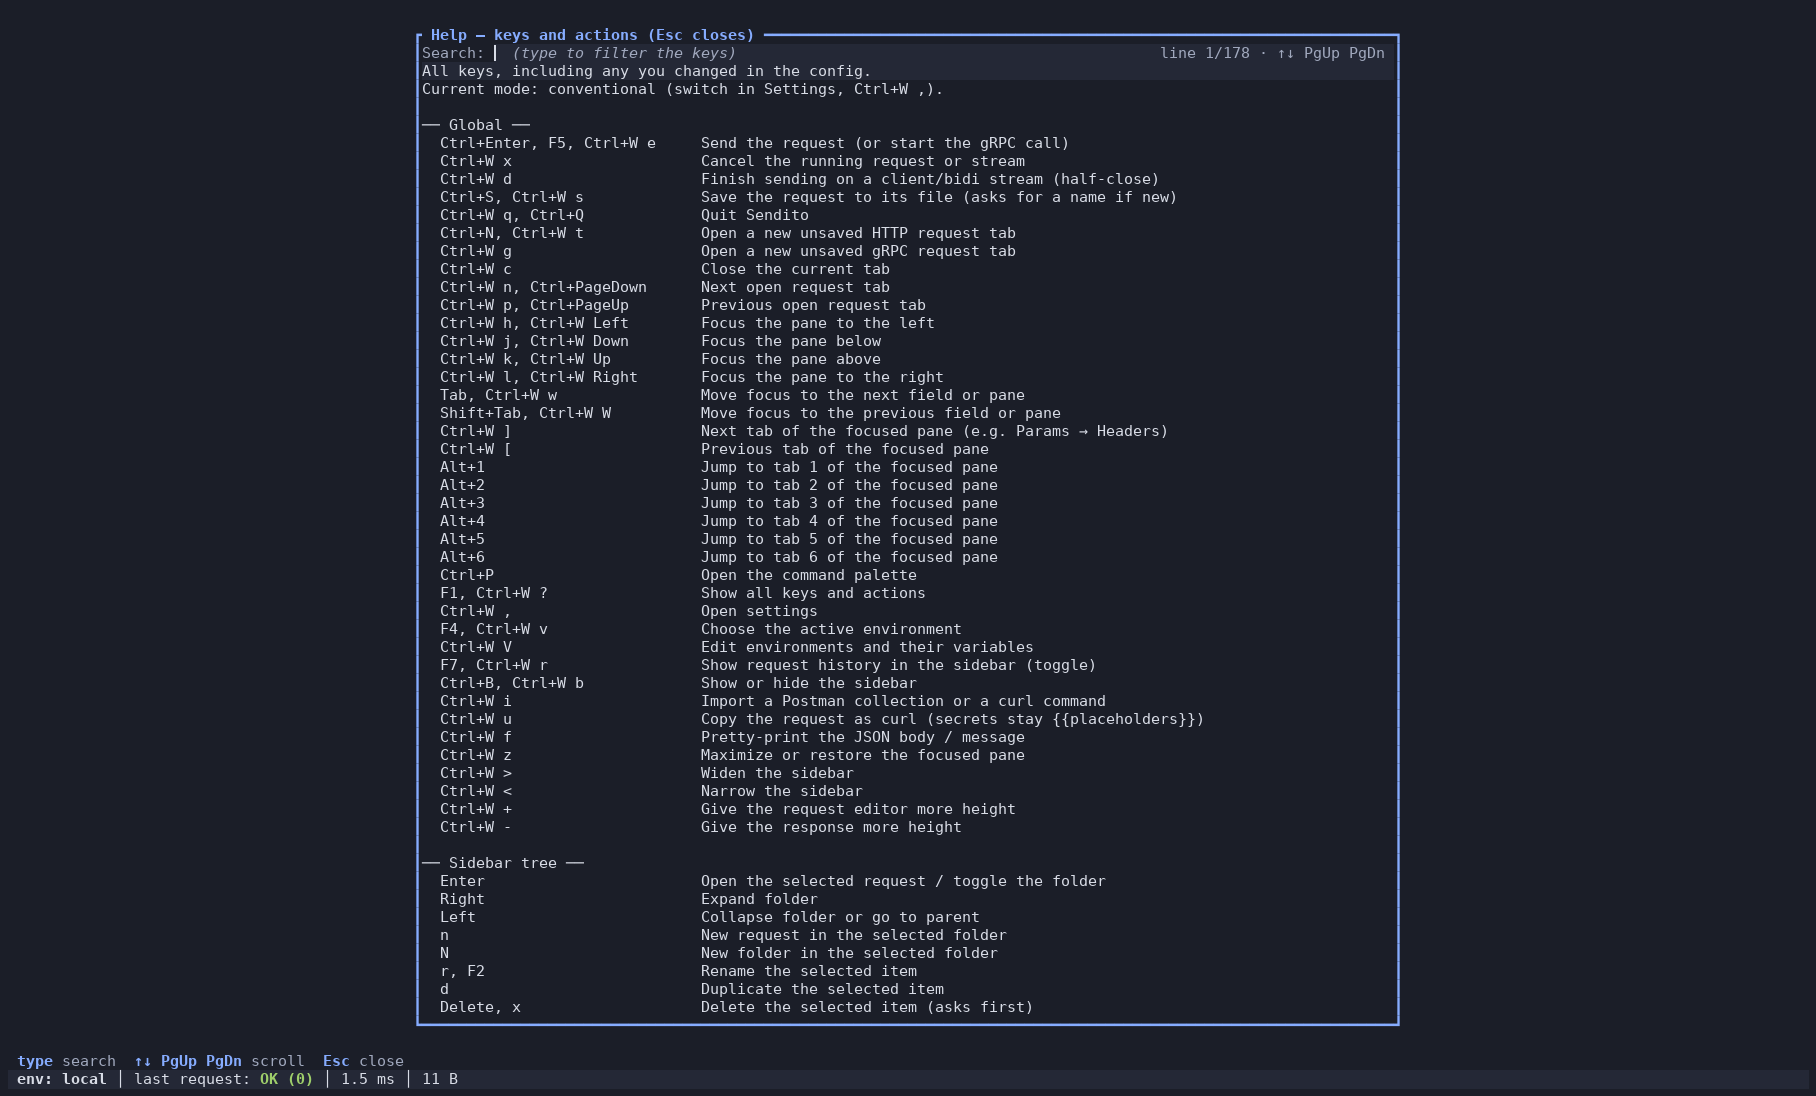 Help — keys and actions (Esc closes)
Search: (type to filter the keys) line 1/178 · ↑↓ PgUp PgDn
All keys, including any you changed in the config.
Current mode: conventional (switch in Settings, Ctrl+W ,).
── Global ──
Ctrl+Enter, F5, Ctrl+W e Send the request (or start the gRPC call)
Ctrl+W x Cancel the running request or stream
Ctrl+W d Finish sending on a client/bidi stream (half-close)
Ctrl+S, Ctrl+W s Save the request to its file (asks for a name if new)
Ctrl+W q, Ctrl+Q Quit Sendito
Ctrl+N, Ctrl+W t Open a new unsaved HTTP request tab
Ctrl+W g Open a new unsaved gRPC request tab
Ctrl+W c Close the current tab
Ctrl+W n, Ctrl+PageDown Next open request tab
Ctrl+W p, Ctrl+PageUp Previous open request tab
Ctrl+W h, Ctrl+W Left Focus the pane to the left
Ctrl+W j, Ctrl+W Down Focus the pane below
Ctrl+W k, Ctrl+W Up Focus the pane above
Ctrl+W l, Ctrl+W Right Focus the pane to the right
Tab, Ctrl+W w Move focus to the next field or pane
Shift+Tab, Ctrl+W W Move focus to the previous field or pane
Ctrl+W ] Next tab of the focused pane (e.g. Params → Headers)
Ctrl+W [ Previous tab of the focused pane
Alt+1 Jump to tab 1 of the focused pane
Alt+2 Jump to tab 2 of the focused pane
Alt+3 Jump to tab 3 of the focused pane
Alt+4 Jump to tab 4 of the focused pane
Alt+5 Jump to tab 5 of the focused pane
Alt+6 Jump to tab 6 of the focused pane
Ctrl+P Open the command palette
F1, Ctrl+W ? Show all keys and actions
Ctrl+W , Open settings
F4, Ctrl+W v Choose the active environment
Ctrl+W V Edit environments and their variables
F7, Ctrl+W r Show request history in the sidebar (toggle)
Ctrl+B, Ctrl+W b Show or hide the sidebar
Ctrl+W i Import a Postman collection or a curl command
Ctrl+W u Copy the request as curl (secrets stay {{placeholders}})
Ctrl+W f Pretty-print the JSON body / message
Ctrl+W z Maximize or restore the focused pane
Ctrl+W > Widen the sidebar
Ctrl+W < Narrow the sidebar
Ctrl+W + Give the request editor more height
Ctrl+W - Give the response more height
── Sidebar tree ──
Enter Open the selected request / toggle the folder
Right Expand folder
Left Collapse folder or go to parent
n New request in the selected folder
N New folder in the selected folder
r, F2 Rename the selected item
d Duplicate the selected item
Delete, x Delete the selected item (asks first)
type search ↑↓ PgUp PgDn scroll Esc close
env: local │ last request: OK (0) │ 1.5 ms │ 11 B